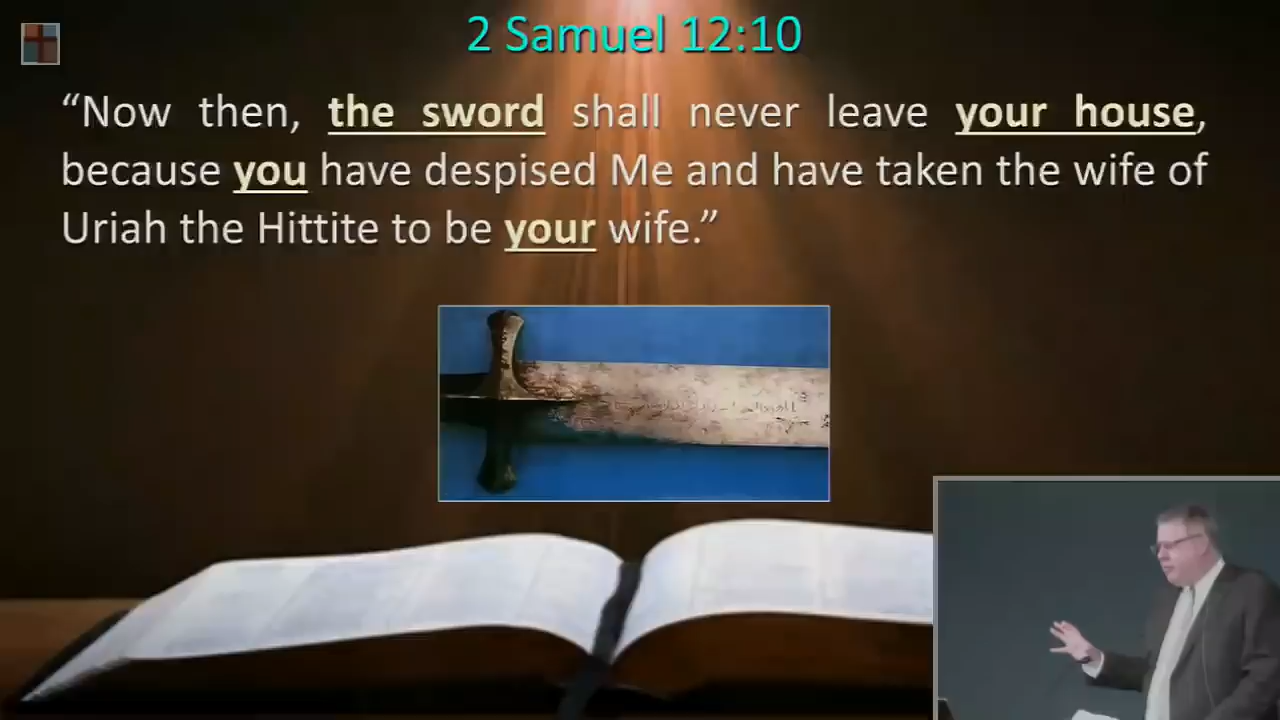 2 Samuel 12:10
“Now then, the sword shall never leave your house,
because you have despised Me and have taken the wife of
Uriah the Hittite to be your wife.”